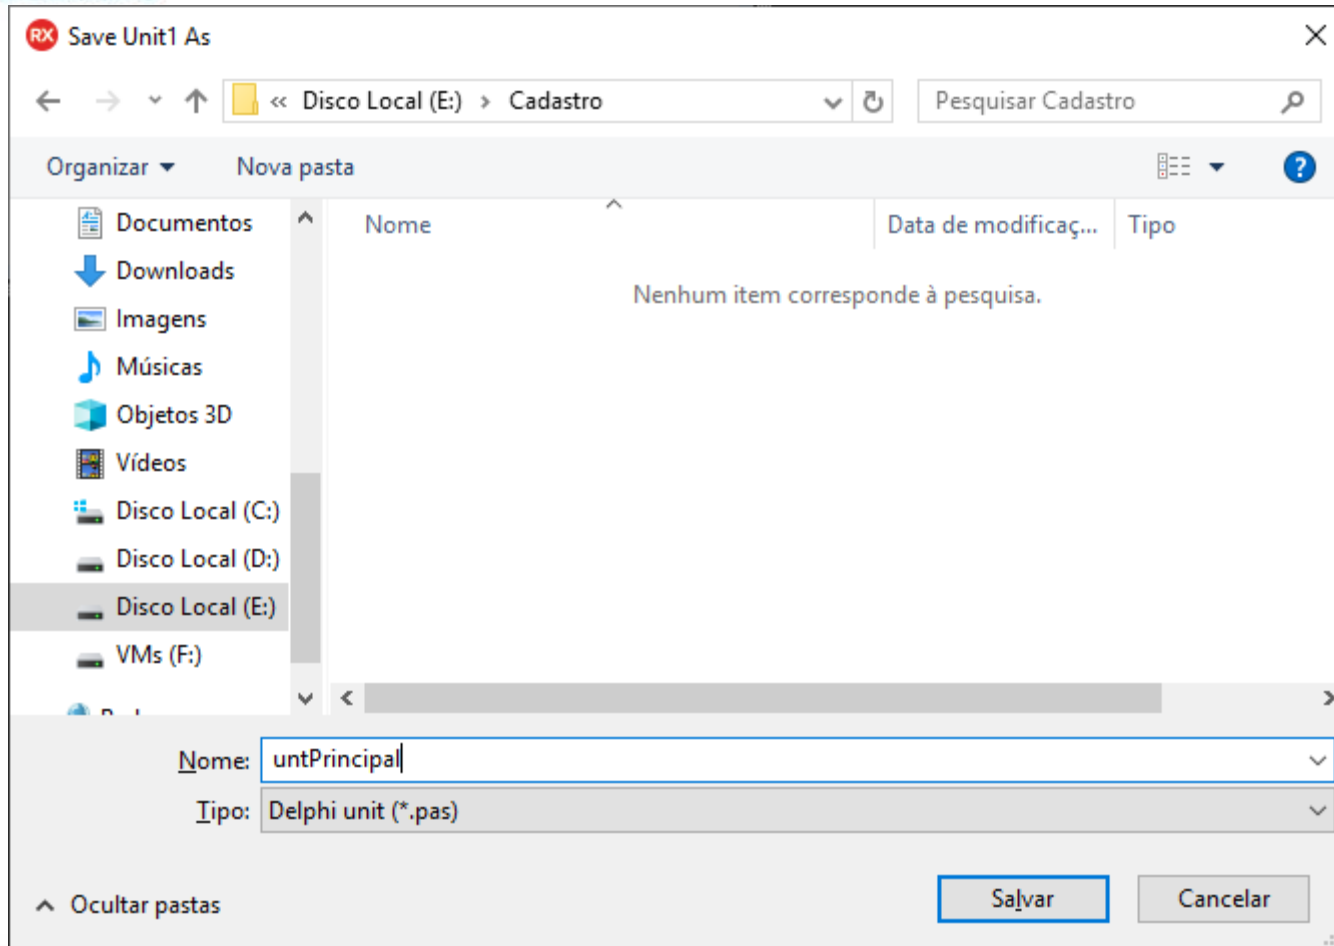 RX Save Unit1 As
« Disco Local (E:) > Cadastro
Pesquisar Cadastro
Organizar
Nova pasta
?
Documentos
Downloads
Imagens
Músicas
Objetos 3D
Vídeos
Disco Local (C:)
Disco Local (D:)
Disco Local (E:)
VMs (F:)
Nome
Data de modificaç...
Tipo
Nenhum item corresponde à pesquisa.
Nome: untPrincipal
Tipo: Delphi unit (*.pas)
Ocultar pastas
Salvar
Cancelar